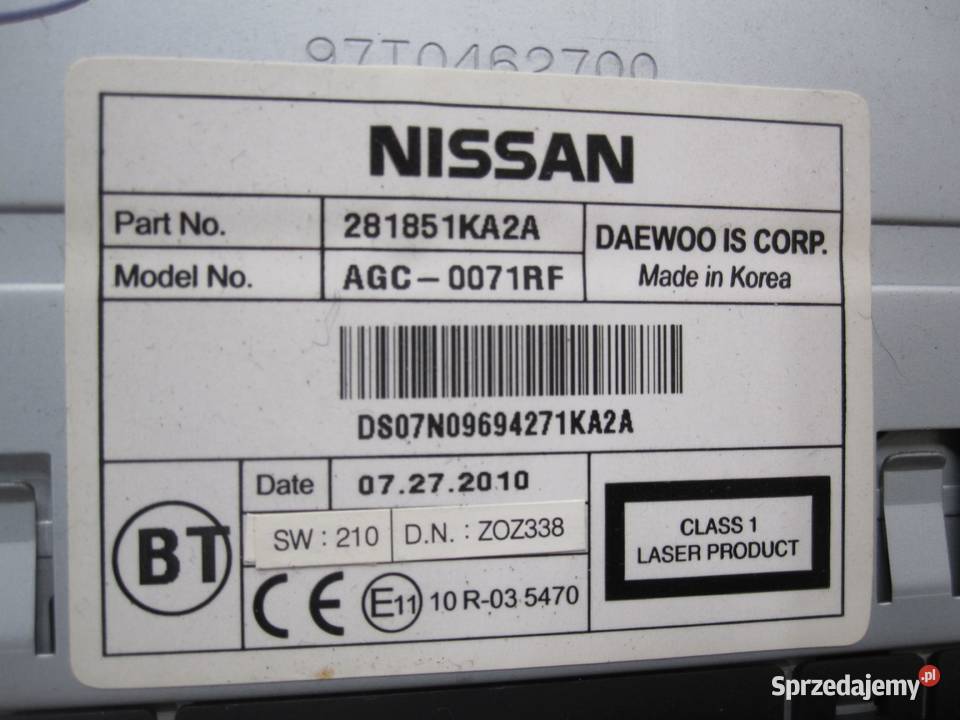 97T0462700
NISSAN
Part No. 281851KA2A
DAEWOO IS CORP.
Model No. AGC-0071RF
Made in Korea
DS07N09694271KA2A
BT
Date 07.27.2010
SW : 210 D.N. : ZOZ338
CE E11 10 R-03 5470
CLASS 1
LASER PRODUCT
Sprzedajemy.pl